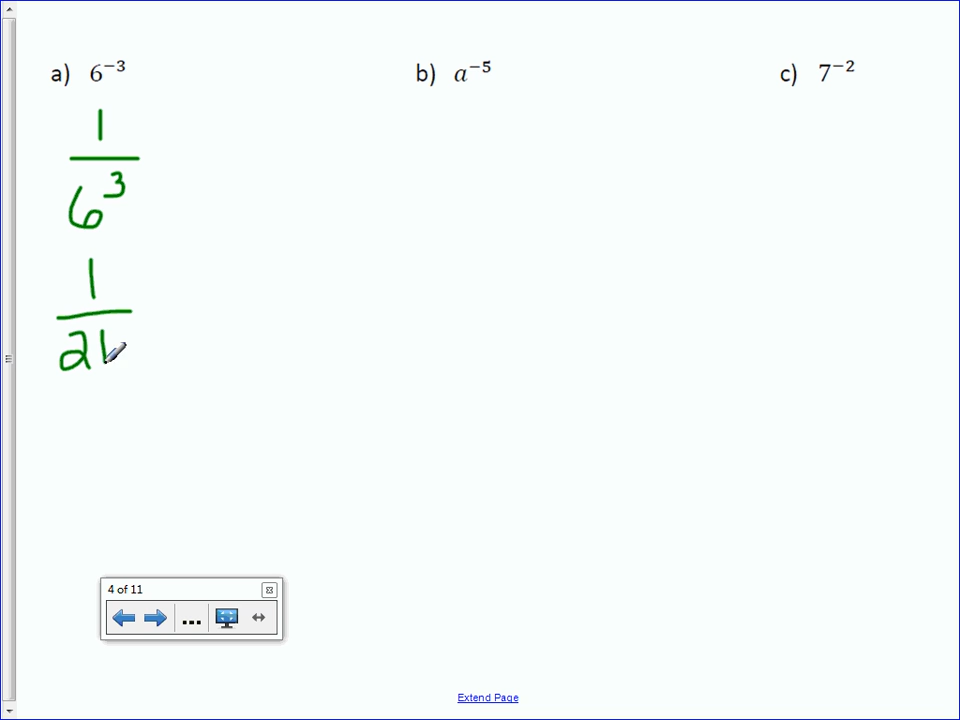 a) 6⁻³ b) a⁻⁵ c) 7⁻²
1
6³
1
21
4 of 11
...
Extend Page